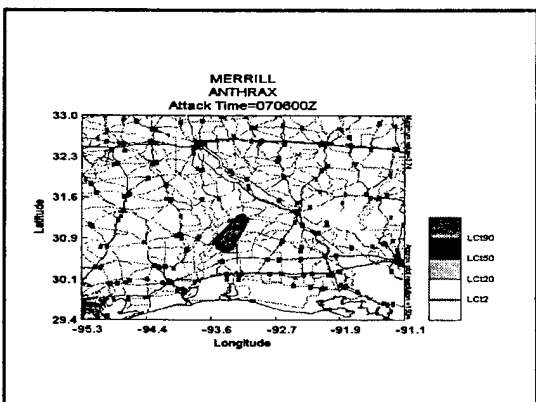 MERRILL
ANTHRAX
Attack Time=070600Z
33.0
32.3
31.6
30.9
30.1
29.4
Latitude
-95.3 -94.4 -93.6 -92.7 -91.9 -91.1
Longitude
LCt90
LCt50
LCt20
LCt2